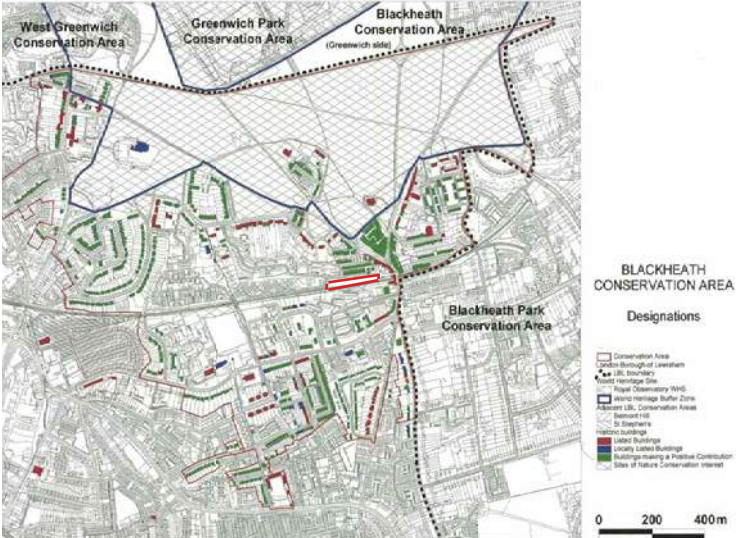 West Greenwich
Conservation Area
Greenwich Park
Conservation Area
Blackheath
Conservation Area
(Greenwich side)
Blackheath Park
Conservation Area
BLACKHEATH
CONSERVATION AREA
Designations
Conservation Area
London Borough of Lewisham
LBL boundary
World Heritage Site
Royal Observatory WHS
World Heritage Buffer Zone
Adjacent LBL Conservation Areas
Belmont Hill
St Stephen's
Historic buildings
Listed Buildings
Locally Listed Buildings
Buildings making a Positive Contribution
Sites of Nature Conservation Interest
0 200 400m